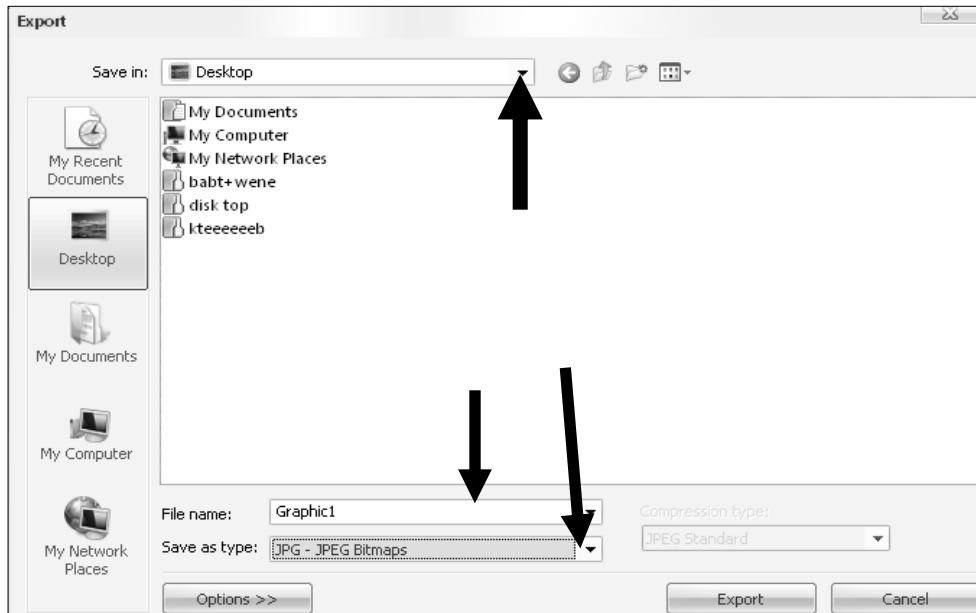 Export
Save in:
Desktop
My Documents
My Computer
My Network Places
babt+wene
disk top
kteeeeeeb
My Recent
Documents
Desktop
My Documents
My Computer
My Network
Places
File name:
Graphic1
Compression type:
Save as type:
JPG - JPEG Bitmaps
JPEG Standard
Options >>
Export
Cancel